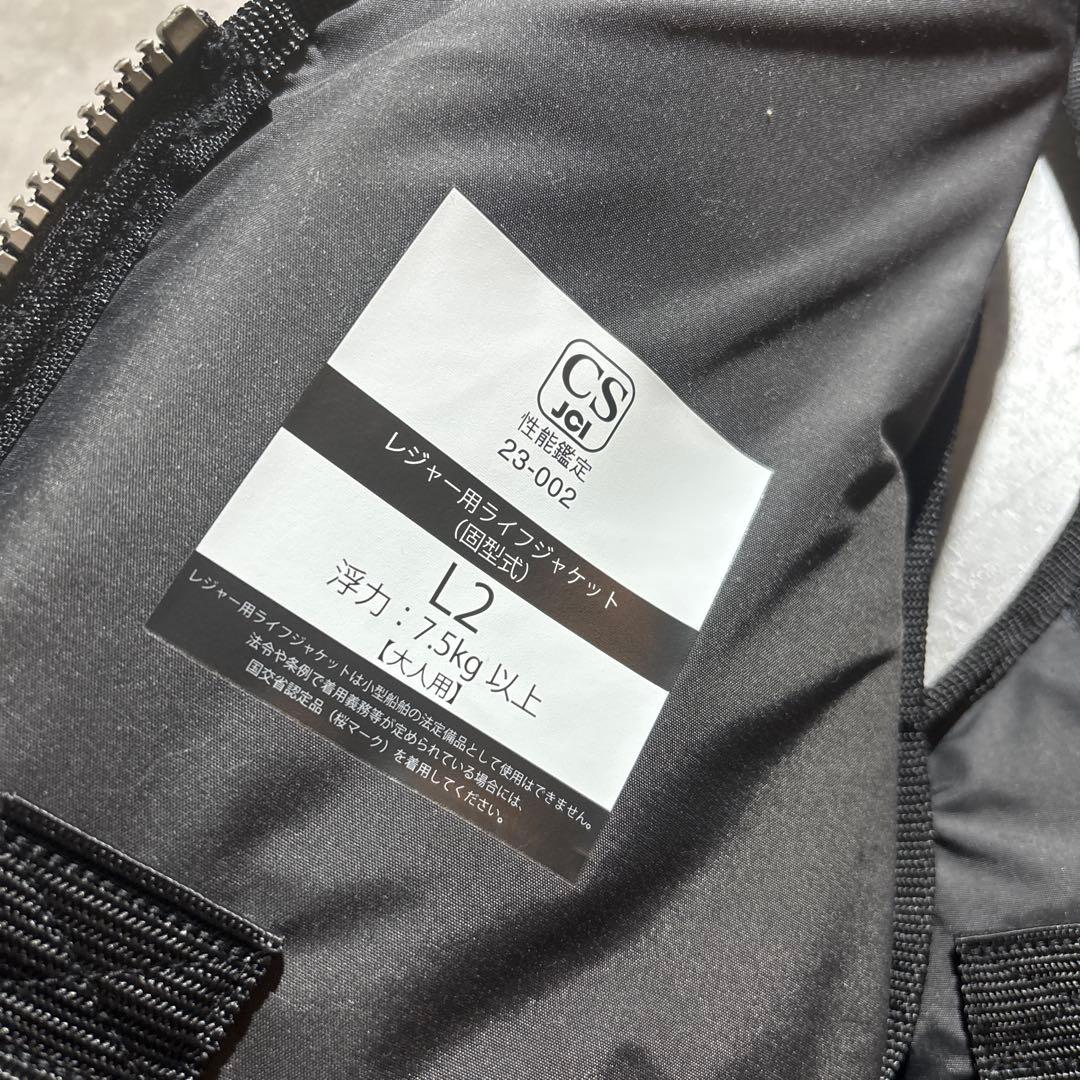 CS
JCI
性能鑑定
23-002
レジャー用ライフジャケット
(固型式)
L2
浮力：7.5kg 以上
【大人用】
レジャー用ライフジャケットは小型船舶の法定備品として使用はできません。
法令や条例で着用義務等が定められている場合には、
国交省認定品（桜マーク）を着用してください。